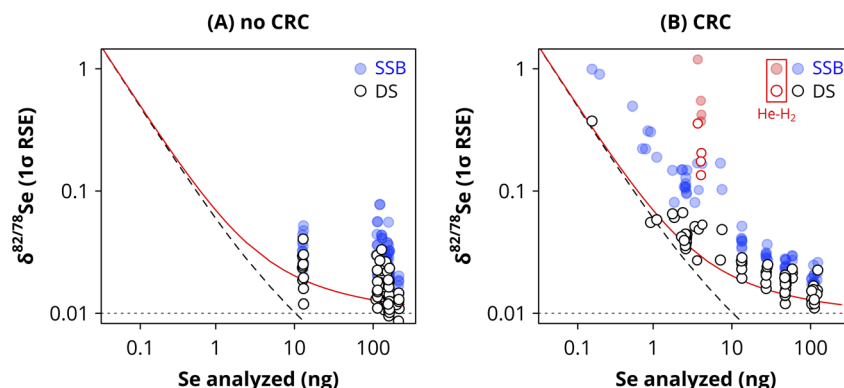 (A) no CRC
δ82/78Se (1σ RSE)
1
0.1
0.01
SSB
DS
0.1
1
10
100
Se analyzed (ng)
(B) CRC
δ82/78Se (1σ RSE)
1
0.1
0.01
SSB
DS
He-H2
0.1
1
10
100
Se analyzed (ng)